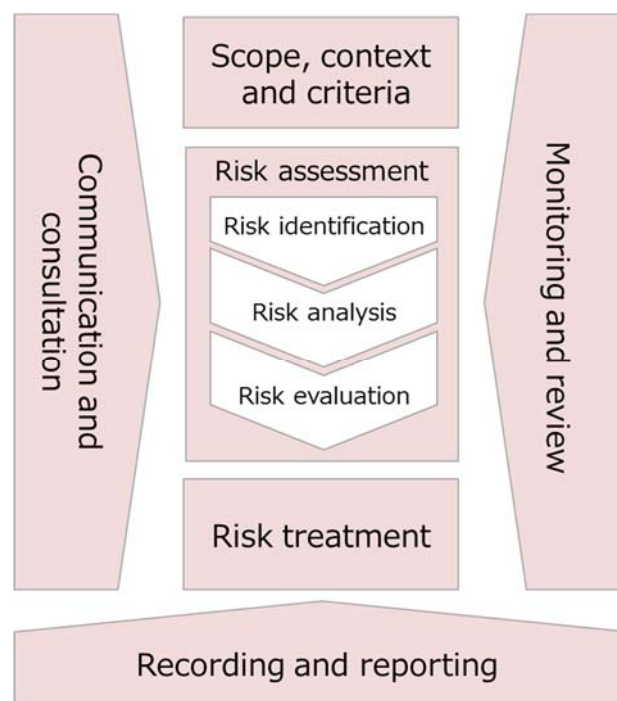 Scope, context
and criteria
Communication and
consultation
Risk assessment
Risk identification
Risk analysis
Risk evaluation
Monitoring and review
Risk treatment
Recording and reporting